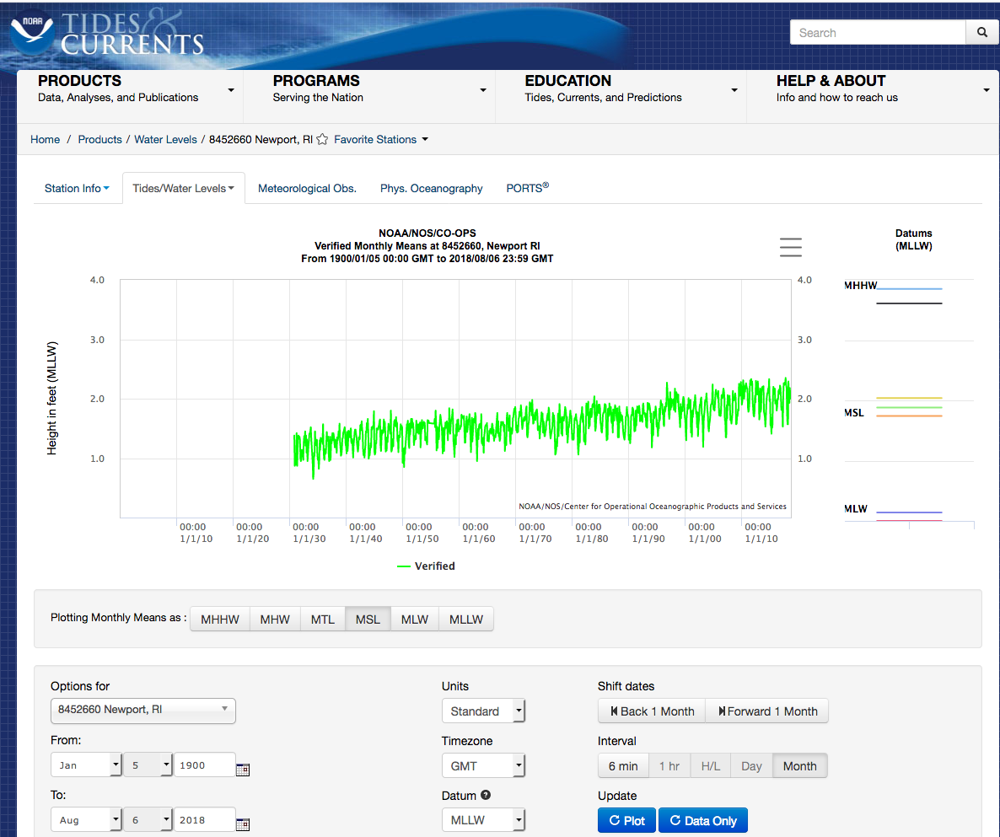 NOAA
TIDES&
CURRENTS
Search
PRODUCTS
Data, Analyses, and Publications
PROGRAMS
Serving the Nation
EDUCATION
Tides, Currents, and Predictions
HELP & ABOUT
Info and how to reach us
Home / Products / Water Levels / 8452660 Newport, RI Favorite Stations
Station Info Tides/Water Levels Meteorological Obs. Phys. Oceanography PORTS®
NOAA/NOS/CO-OPS
Verified Monthly Means at 8452660, Newport RI
From 1900/01/05 00:00 GMT to 2018/08/06 23:59 GMT
Datums
(MLLW)
Height in feet (MLLW)
4.0 4.0
3.0 3.0
2.0 2.0
1.0 1.0
MHHW
MSL
MLW
NOAA/NOS/Center for Operational Oceanographic Products and Services
00:00 00:00 00:00 00:00 00:00 00:00 00:00 00:00 00:00 00:00 00:00
1/1/10 1/1/20 1/1/30 1/1/40 1/1/50 1/1/60 1/1/70 1/1/80 1/1/90 1/1/00 1/1/10
Verified
Plotting Monthly Means as : MHHW MHW MTL MSL MLW MLLW
Options for
8452660 Newport, RI
From:
Jan 5 1900
To:
Aug 6 2018
Units
Standard
Timezone
GMT
Datum ?
MLLW
Shift dates
Back 1 Month Forward 1 Month
Interval
6 min 1 hr H/L Day Month
Update
Plot Data Only